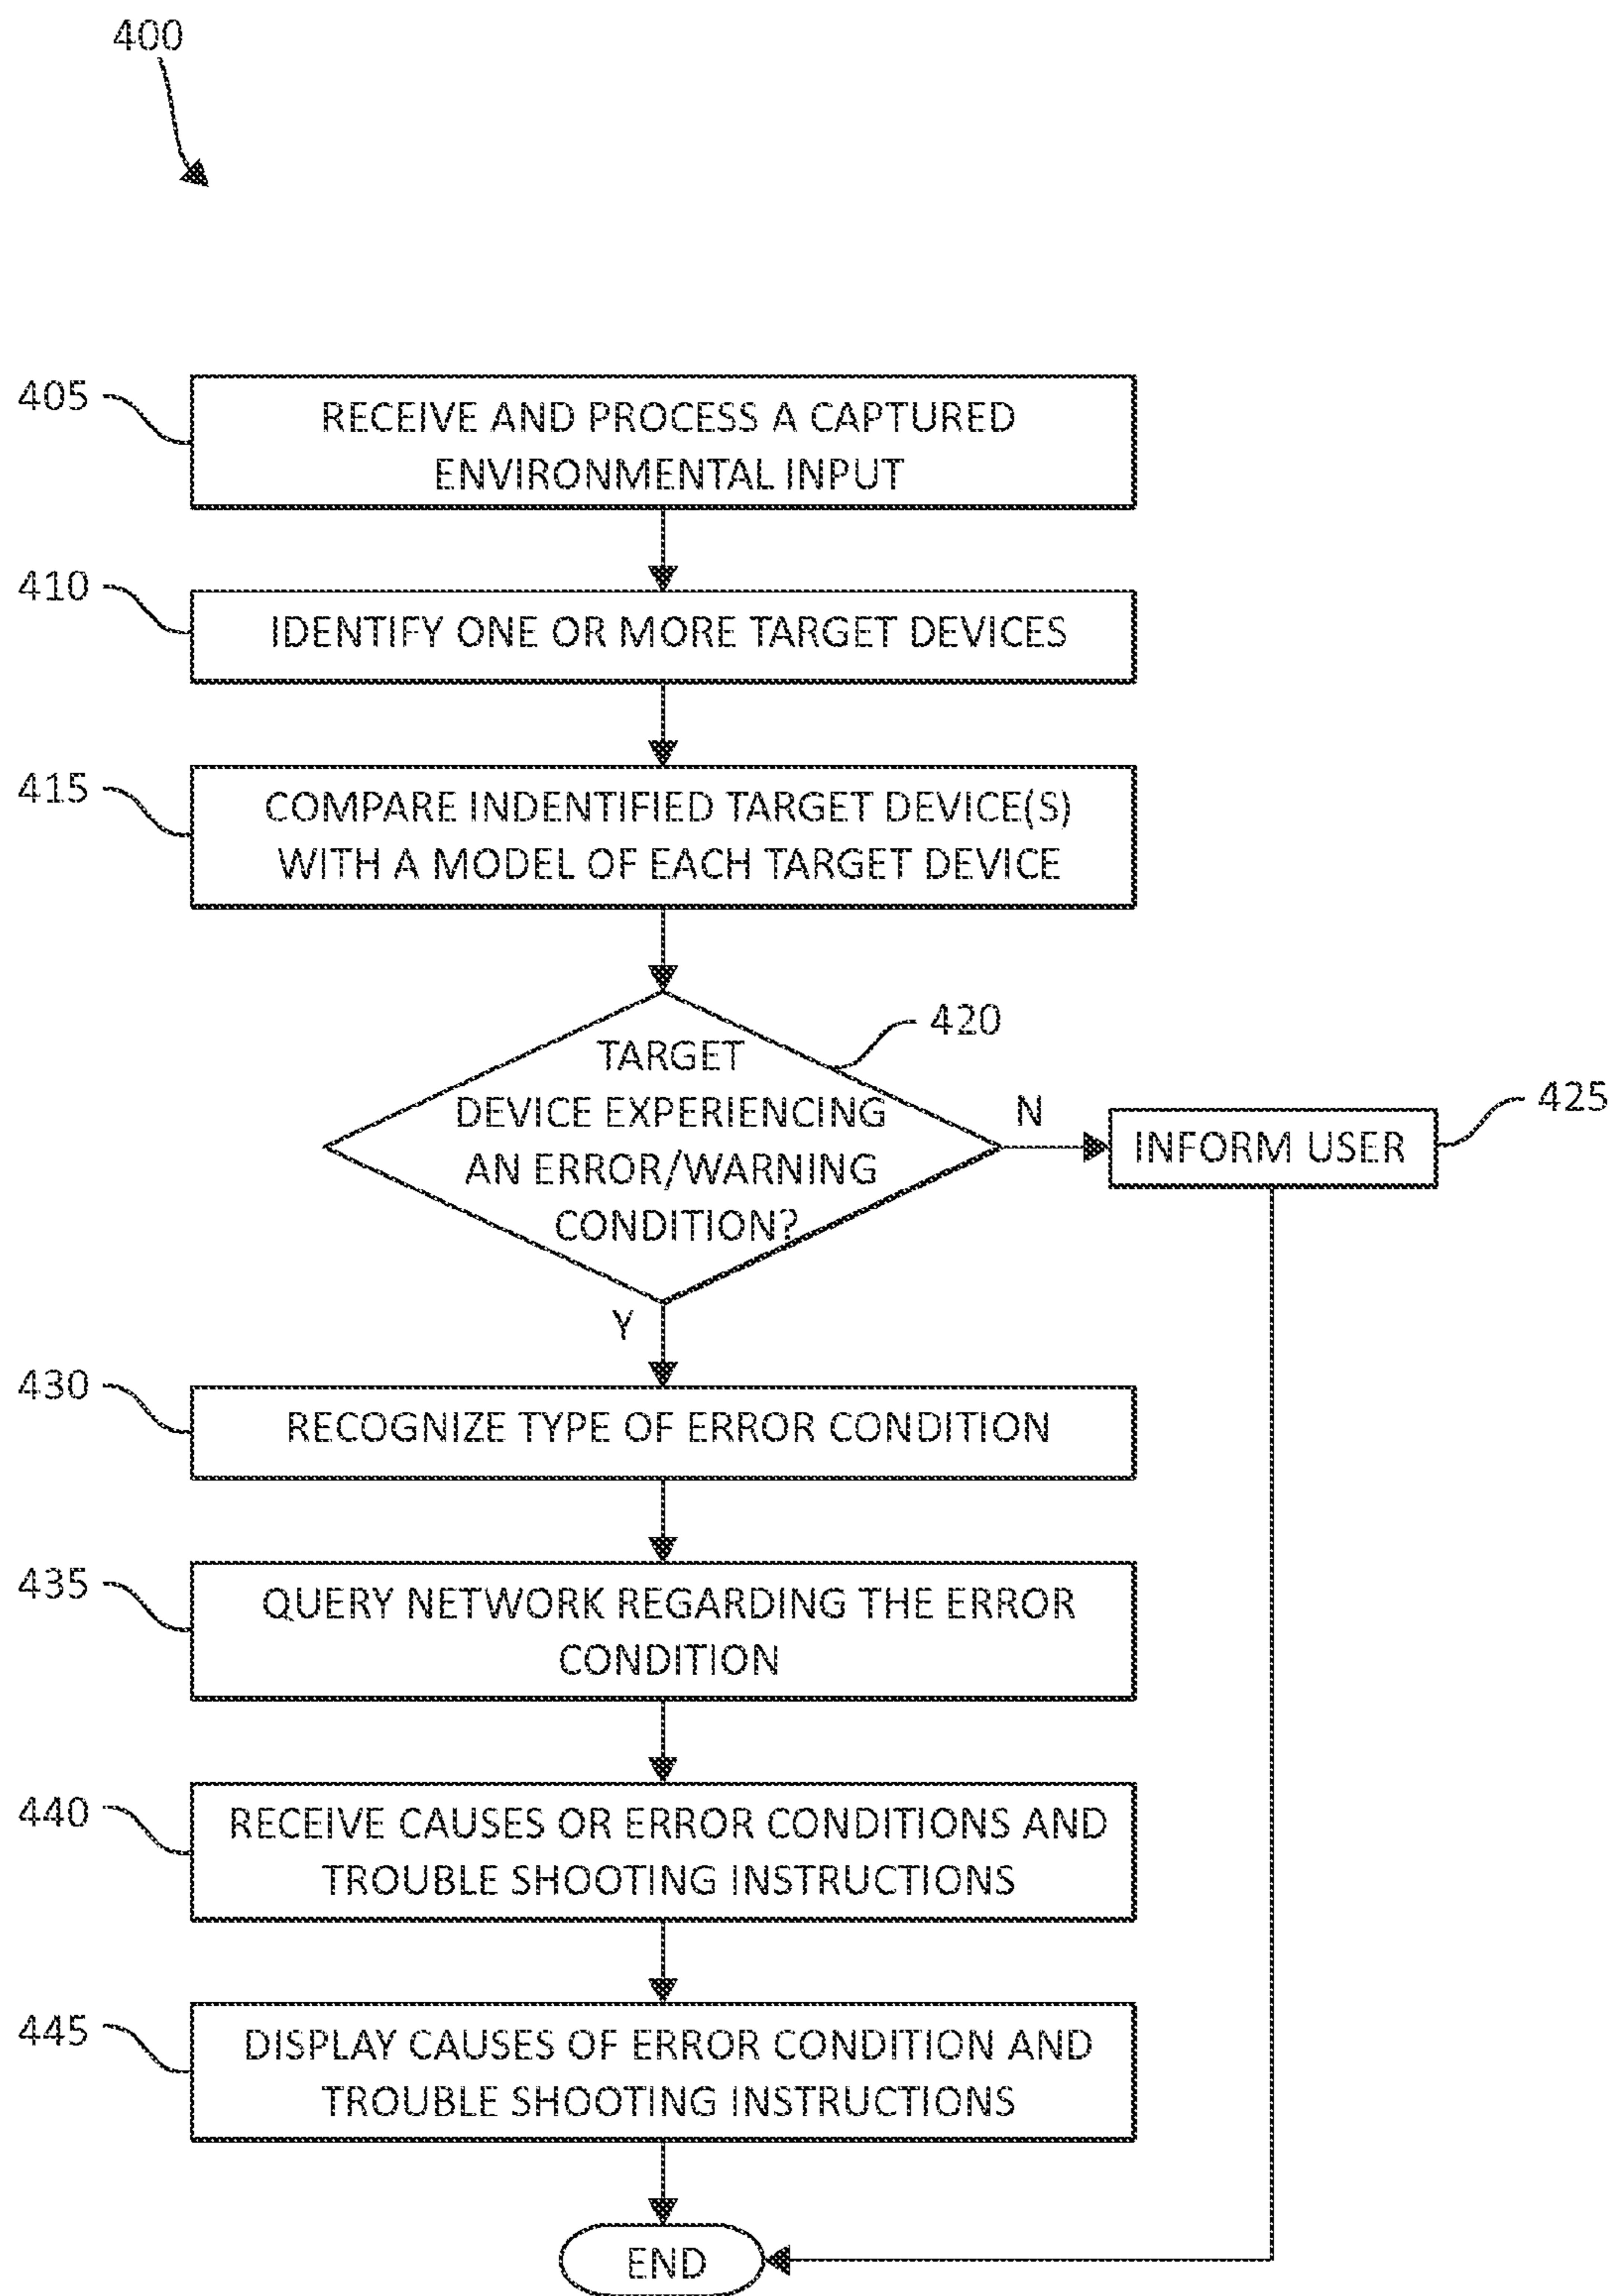 400
405
RECEIVE AND PROCESS A CAPTURED
ENVIRONMENTAL INPUT
410
IDENTIFY ONE OR MORE TARGET DEVICES
415
COMPARE INDENTIFIED TARGET DEVICE(S)
WITH A MODEL OF EACH TARGET DEVICE
420
TARGET
DEVICE EXPERIENCING
AN ERROR/WARNING
CONDITION?
N
425
INFORM USER
Y
430
RECOGNIZE TYPE OF ERROR CONDITION
435
QUERY NETWORK REGARDING THE ERROR
CONDITION
440
RECEIVE CAUSES OR ERROR CONDITIONS AND
TROUBLE SHOOTING INSTRUCTIONS
445
DISPLAY CAUSES OF ERROR CONDITION AND
TROUBLE SHOOTING INSTRUCTIONS
END